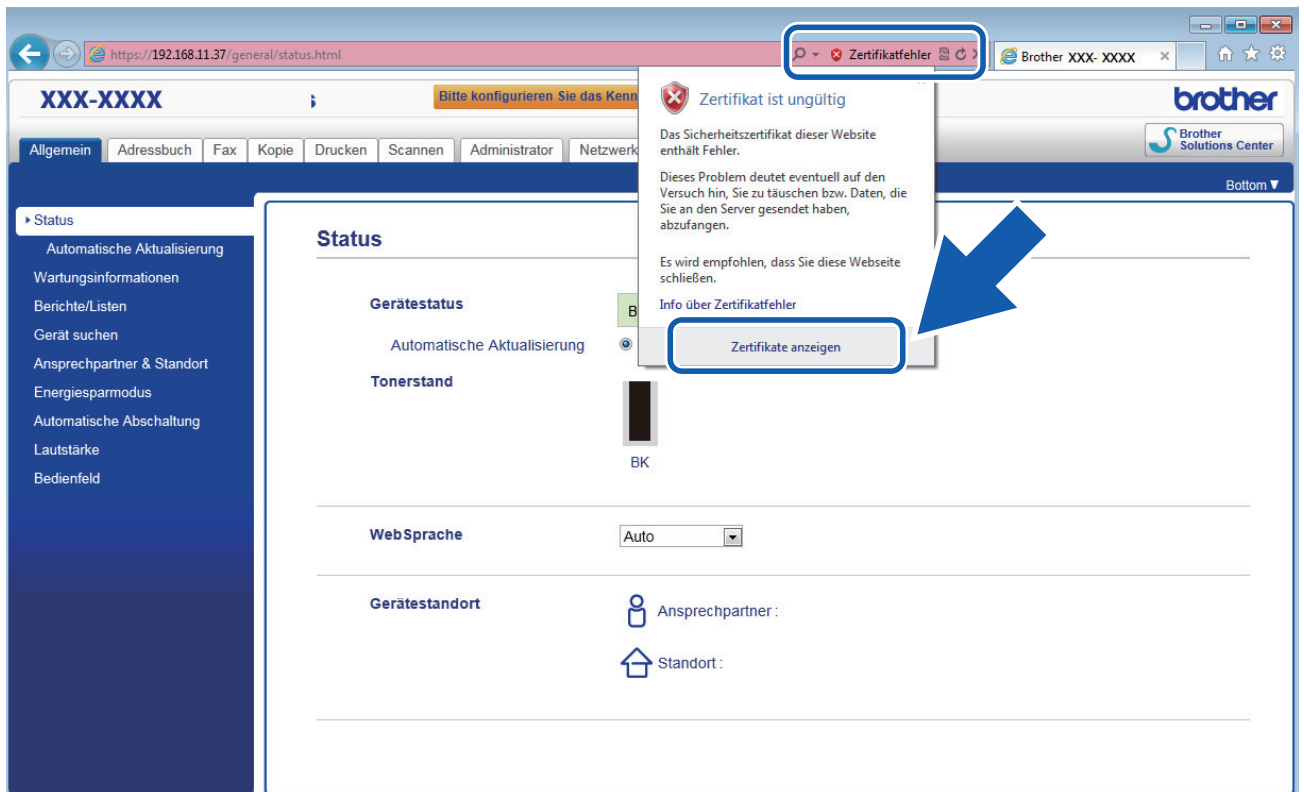 https://192.168.11.37/general/status.html
Zertifikatfehler
Brother XXX- XXXX
XXX-XXXX
Bitte konfigurieren Sie das Kenn
brother
Brother
Solutions Center
Allgemein Adressbuch Fax Kopie Drucken Scannen Administrator Netzwerk
Bottom▼
Zertifikat ist ungültig
Das Sicherheitszertifikat dieser Website
enthält Fehler.
Dieses Problem deutet eventuell auf den
Versuch hin, Sie zu täuschen bzw. Daten, die
Sie an den Server gesendet haben,
abzufangen.
Es wird empfohlen, dass Sie diese Webseite
schließen.
Info über Zertifikatfehler
Zertifikate anzeigen
Status
Automatische Aktualisierung
Wartungsinformationen
Berichte/Listen
Gerät suchen
Ansprechpartner & Standort
Energiesparmodus
Automatische Abschaltung
Lautstärke
Bedienfeld
Status
Gerätestatus
B
Automatische Aktualisierung
Tonerstand
BK
WebSprache
Auto
Gerätestandort
Ansprechpartner :
Standort :